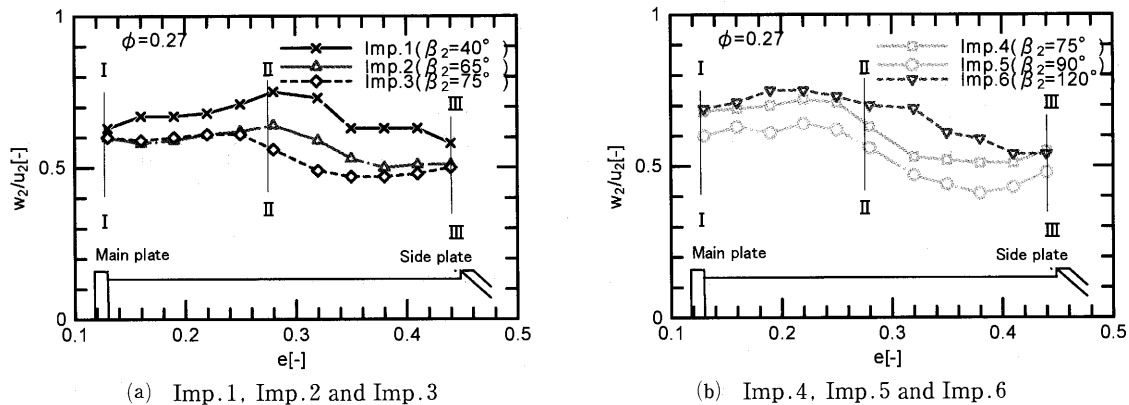 1
φ=0.27
Imp.1(β₂=40°)
Imp.2(β₂=65°)
Imp.3(β₂=75°)
I
II
III
w₂/u₂[-]
0.5
I
II
III
Main plate
Side plate
0
0.1
0.2
0.3
0.4
0.5
e[-]
(a) Imp.1, Imp.2 and Imp.3
1
φ=0.27
Imp.4(β₂=75°)
Imp.5(β₂=90°)
Imp.6(β₂=120°)
I
II
III
w₂/u₂[-]
0.5
I
II
III
Main plate
Side plate
0
0.1
0.2
0.3
0.4
0.5
e[-]
(b) Imp.4, Imp.5 and Imp.6